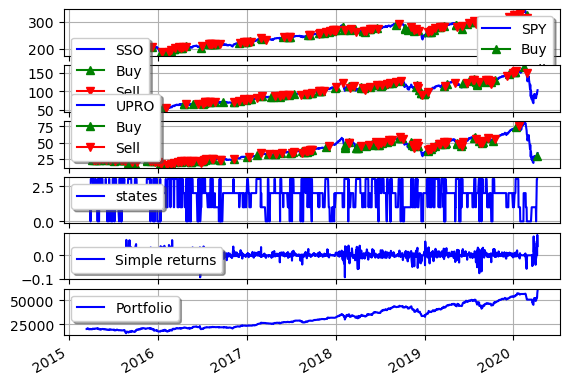 300
200
SPY
Buy
SSO
Buy
Sell
150
100
50
UPRO
Buy
Sell
75
50
25
2.5
0.0
states
0.0
−0.1
Simple returns
50000
25000
Portfolio
2015 2016 2017 2018 2019 2020